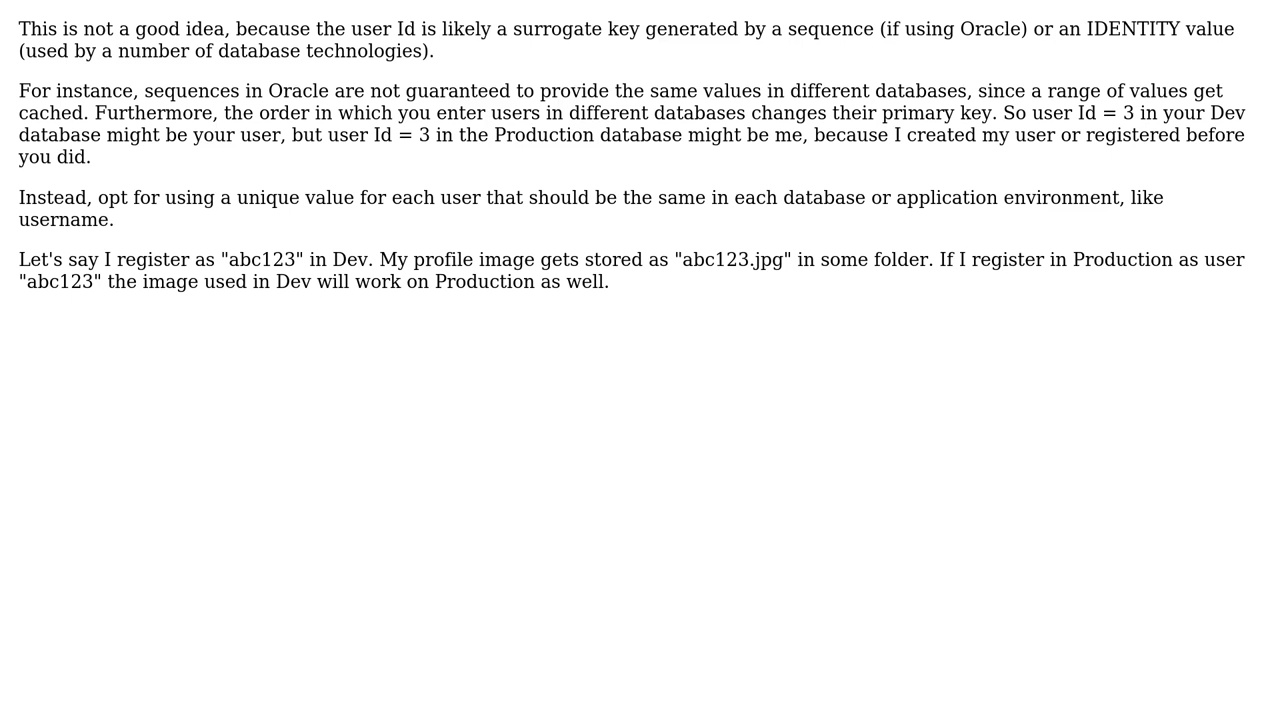 This is not a good idea, because the user Id is likely a surrogate key generated by a sequence (if using Oracle) or an IDENTITY value
(used by a number of database technologies).
For instance, sequences in Oracle are not guaranteed to provide the same values in different databases, since a range of values get
cached. Furthermore, the order in which you enter users in different databases changes their primary key. So user Id = 3 in your Dev
database might be your user, but user Id = 3 in the Production database might be me, because I created my user or registered before
you did.
Instead, opt for using a unique value for each user that should be the same in each database or application environment, like
username.
Let's say I register as "abc123" in Dev. My profile image gets stored as "abc123.jpg" in some folder. If I register in Production as user
"abc123" the image used in Dev will work on Production as well.